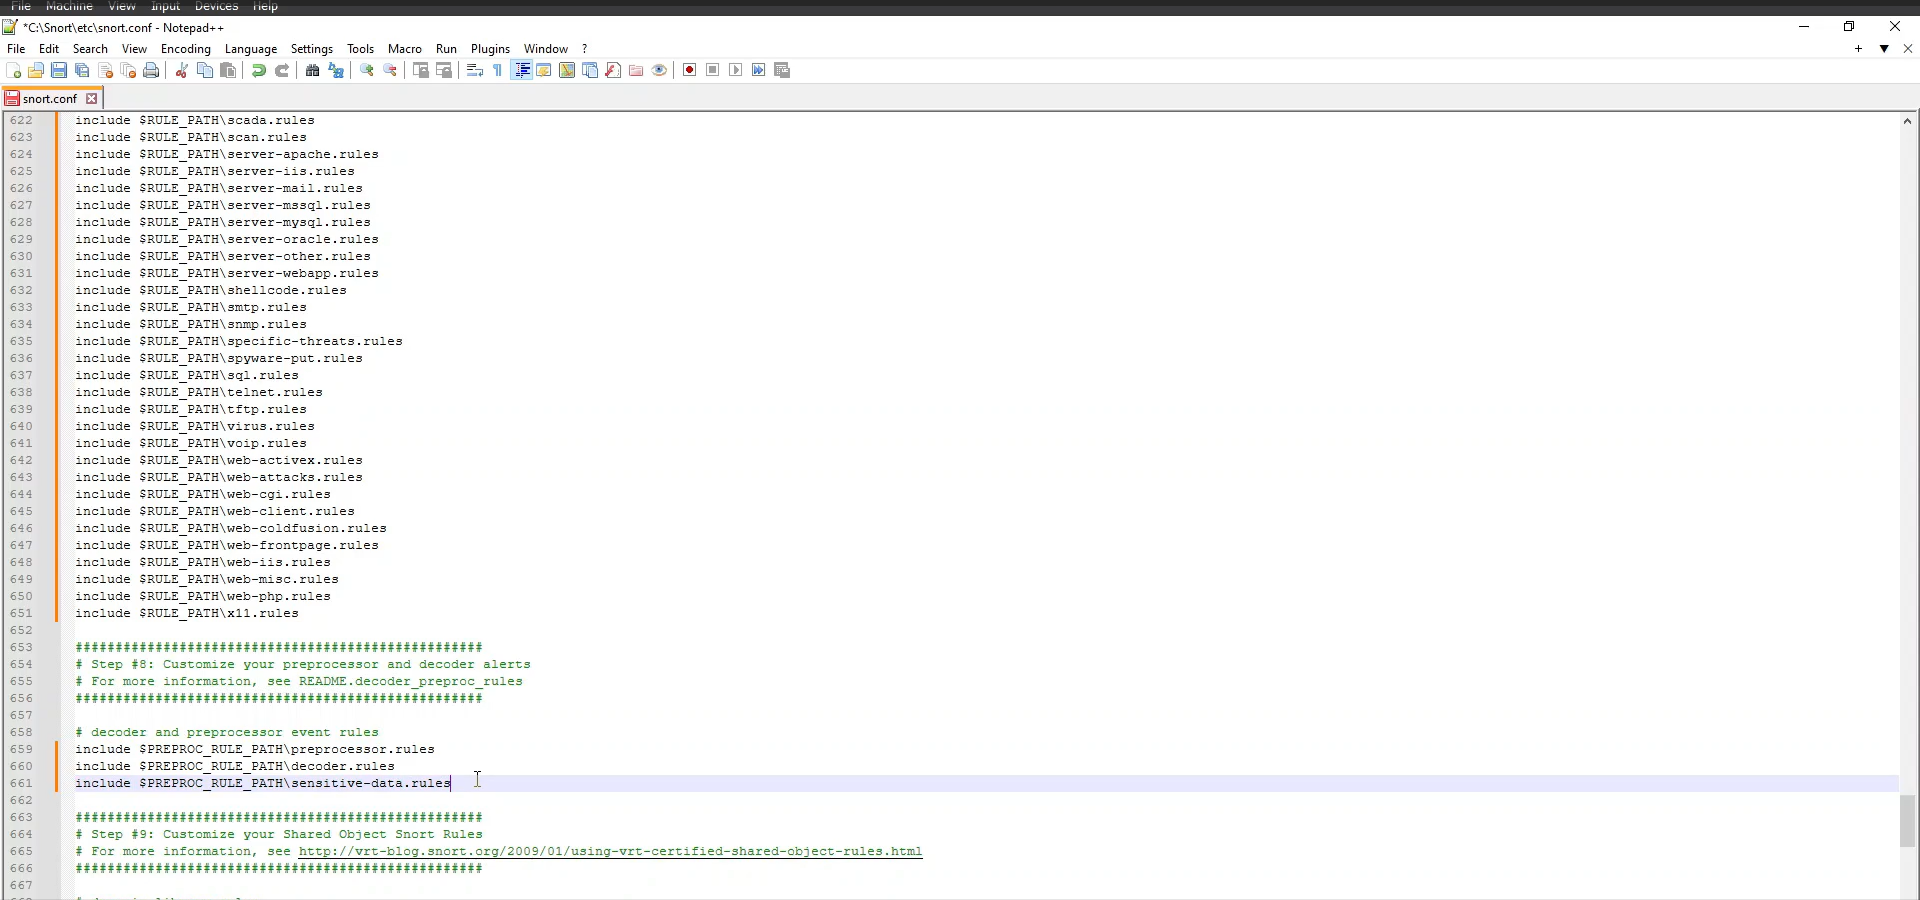 File Machine View Input Devices Help
*C:\Snort\etc\snort.conf - Notepad++
File Edit Search View Encoding Language Settings Tools Macro Run Plugins Window ?
snort.conf
622 include $RULE_PATH\scada.rules
623 include $RULE_PATH\scan.rules
624 include $RULE_PATH\server-apache.rules
625 include $RULE_PATH\server-iis.rules
626 include $RULE_PATH\server-mail.rules
627 include $RULE_PATH\server-mssql.rules
628 include $RULE_PATH\server-mysql.rules
629 include $RULE_PATH\server-oracle.rules
630 include $RULE_PATH\server-other.rules
631 include $RULE_PATH\server-webapp.rules
632 include $RULE_PATH\shellcode.rules
633 include $RULE_PATH\smtp.rules
634 include $RULE_PATH\snmp.rules
635 include $RULE_PATH\specific-threats.rules
636 include $RULE_PATH\spyware-put.rules
637 include $RULE_PATH\sql.rules
638 include $RULE_PATH\telnet.rules
639 include $RULE_PATH\tftp.rules
640 include $RULE_PATH\virus.rules
641 include $RULE_PATH\voip.rules
642 include $RULE_PATH\web-activex.rules
643 include $RULE_PATH\web-attacks.rules
644 include $RULE_PATH\web-cgi.rules
645 include $RULE_PATH\web-client.rules
646 include $RULE_PATH\web-coldfusion.rules
647 include $RULE_PATH\web-frontpage.rules
648 include $RULE_PATH\web-iis.rules
649 include $RULE_PATH\web-misc.rules
650 include $RULE_PATH\web-php.rules
651 include $RULE_PATH\x11.rules
652
653 ###################################################
654 # Step #8: Customize your preprocessor and decoder alerts
655 # For more information, see README.decoder_preproc_rules
656 ###################################################
657
658 # decoder and preprocessor event rules
659 include $PREPROC_RULE_PATH\preprocessor.rules
660 include $PREPROC_RULE_PATH\decoder.rules
661 include $PREPROC_RULE_PATH\sensitive-data.rules
662
663 ###################################################
664 # Step #9: Customize your Shared Object Snort Rules
665 # For more information, see http://vrt-blog.snort.org/2009/01/using-vrt-certified-shared-object-rules.html
666 ###################################################
667